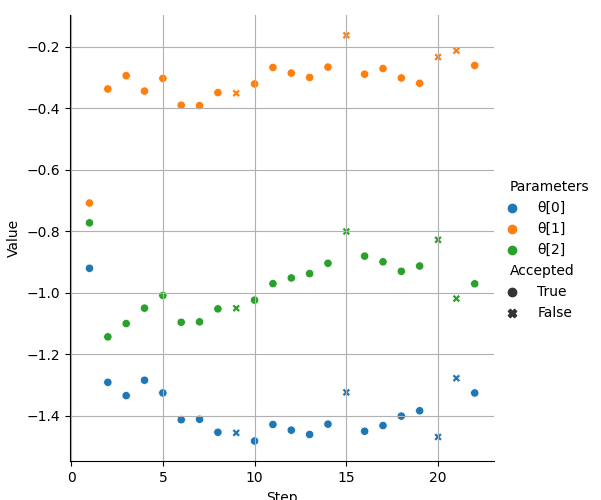 −0.2
−0.4
−0.6
−0.8
−1.0
−1.2
−1.4
Value
0 5 10 15 20
Step
Parameters
θ[0]
θ[1]
θ[2]
Accepted
True
False